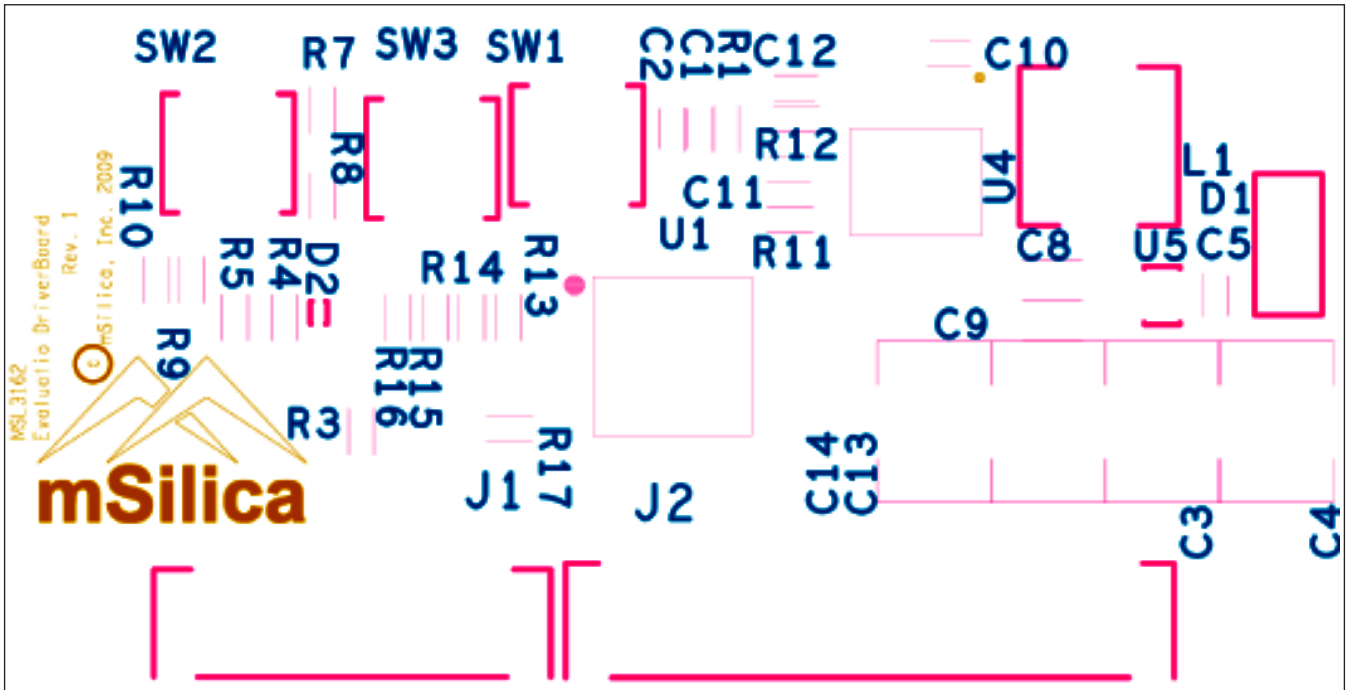 SW2
R7
SW3
SW1
C2
C1
R1
C12
C10
R8
R12
R10
C11
U4
L1
D1
U1
R11
C8
U5
C5
R5
R4
D2
R14
R13
C9
R9
R16
R15
R3
R17
C14
C13
J1
J2
C3
C4
MSL3162
Evaluatio DriverBoard
Rev. 1
c mSilica, Inc. 2009
mSilica